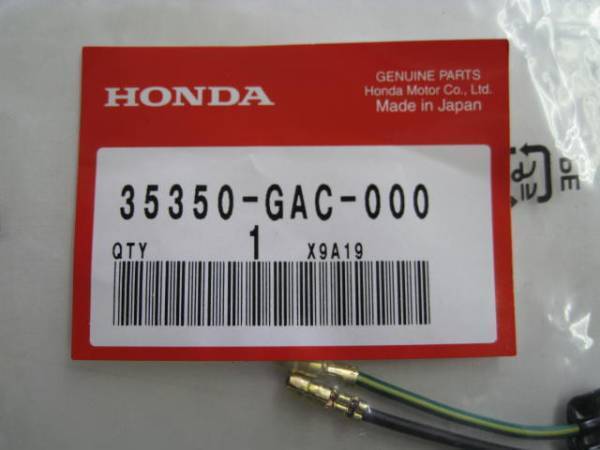 HONDA
GENUINE PARTS
Honda Motor Co., Ltd.
Made in Japan
35350-GAC-000
QTY 1 X9A19